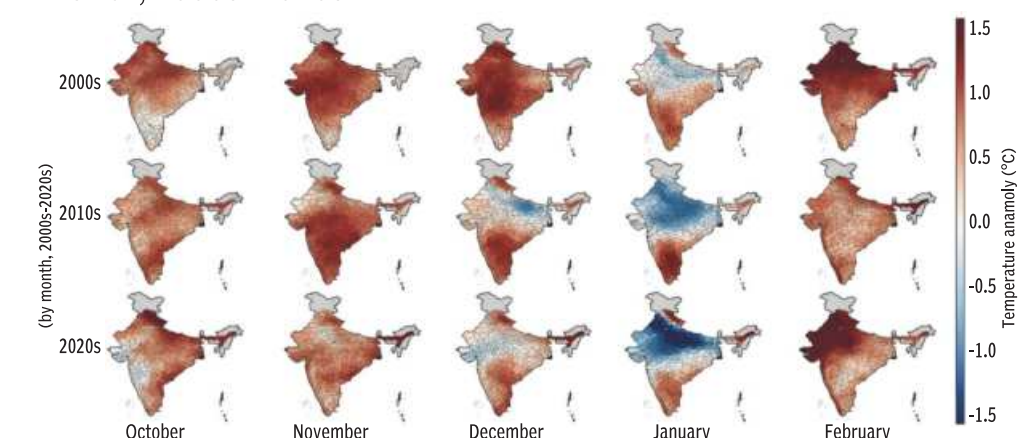 2000s
1.5
1.0
0.5
0.0
-0.5
-1.0
-1.5
Temperature anamoly (°C)
(by month, 2000s-2020s)
2010s
2020s
October November December January February